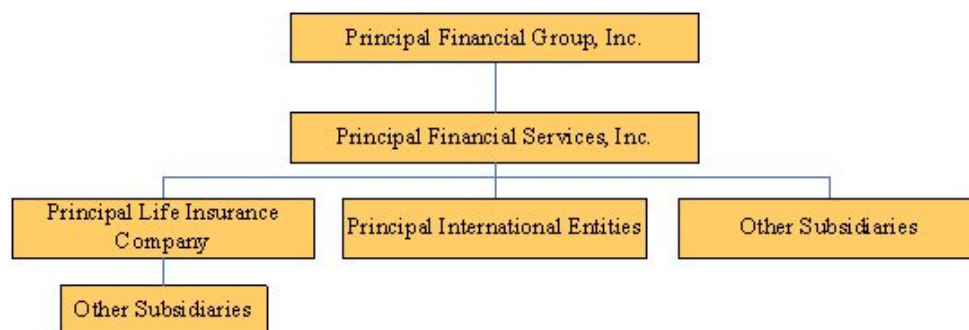 Principal Financial Group, Inc.
Principal Financial Services, Inc.
Principal Life Insurance
Company
Principal International Entities
Other Subsidiaries
Other Subsidiaries